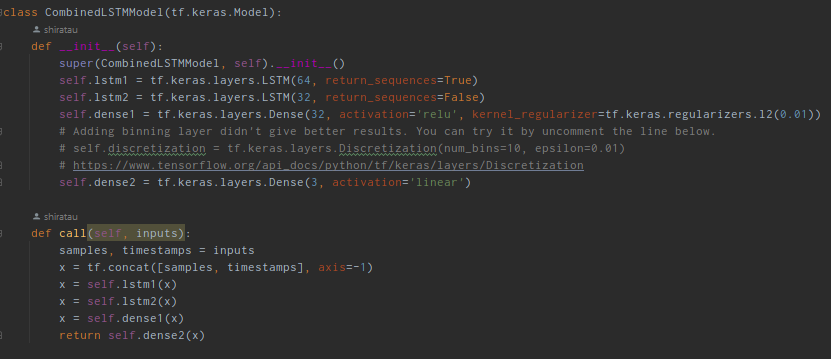 class CombinedLSTMModel(tf.keras.Model):
shiratau
def __init__(self):
super(CombinedLSTMModel, self).__init__()
self.lstm1 = tf.keras.layers.LSTM(64, return_sequences=True)
self.lstm2 = tf.keras.layers.LSTM(32, return_sequences=False)
self.dense1 = tf.keras.layers.Dense(32, activation='relu', kernel_regularizer=tf.keras.regularizers.l2(0.01))
# Adding binning layer didn't give better results. You can try it by uncomment the line below.
# self.discretization = tf.keras.layers.Discretization(num_bins=10, epsilon=0.01)
# https://www.tensorflow.org/api_docs/python/tf/keras/layers/Discretization
self.dense2 = tf.keras.layers.Dense(3, activation='linear')
shiratau
def call(self, inputs):
samples, timestamps = inputs
x = tf.concat([samples, timestamps], axis=-1)
x = self.lstm1(x)
x = self.lstm2(x)
x = self.dense1(x)
return self.dense2(x)